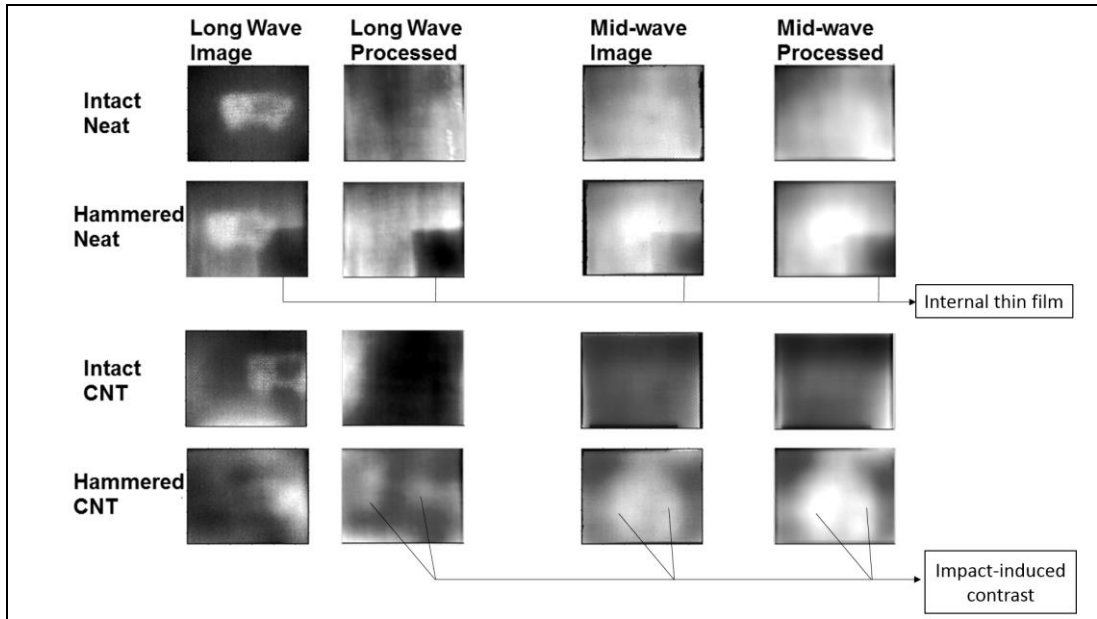 Long Wave
Image
Long Wave
Processed
Mid-wave
Image
Mid-wave
Processed
Intact
Neat
Hammered
Neat
Internal thin film
Intact
CNT
Hammered
CNT
Impact-induced
contrast